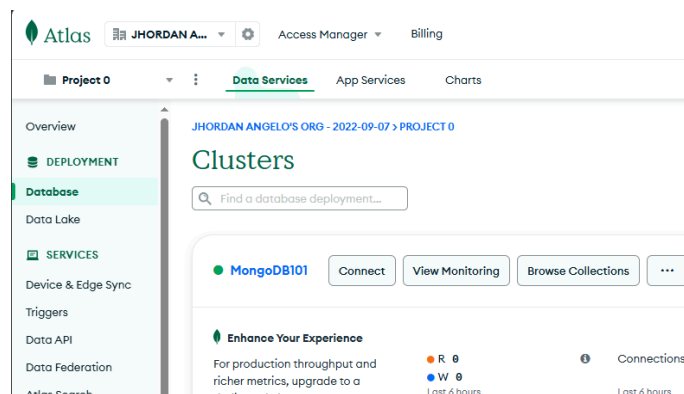 Atlas
JHORDAN A...
Access Manager
Billing
Project 0
Data Services
App Services
Charts
Overview
DEPLOYMENT
Database
Data Lake
SERVICES
Device & Edge Sync
Triggers
Data API
Data Federation
Atlas Search
JHORDAN ANGELO'S ORG - 2022-09-07 > PROJECT 0
Clusters
Find a database deployment...
MongoDB101
Connect
View Monitoring
Browse Collections
...
Enhance Your Experience
For production throughput and
richer metrics, upgrade to a
R 0
W 0
Last 6 hours
Connections
Last 6 hours